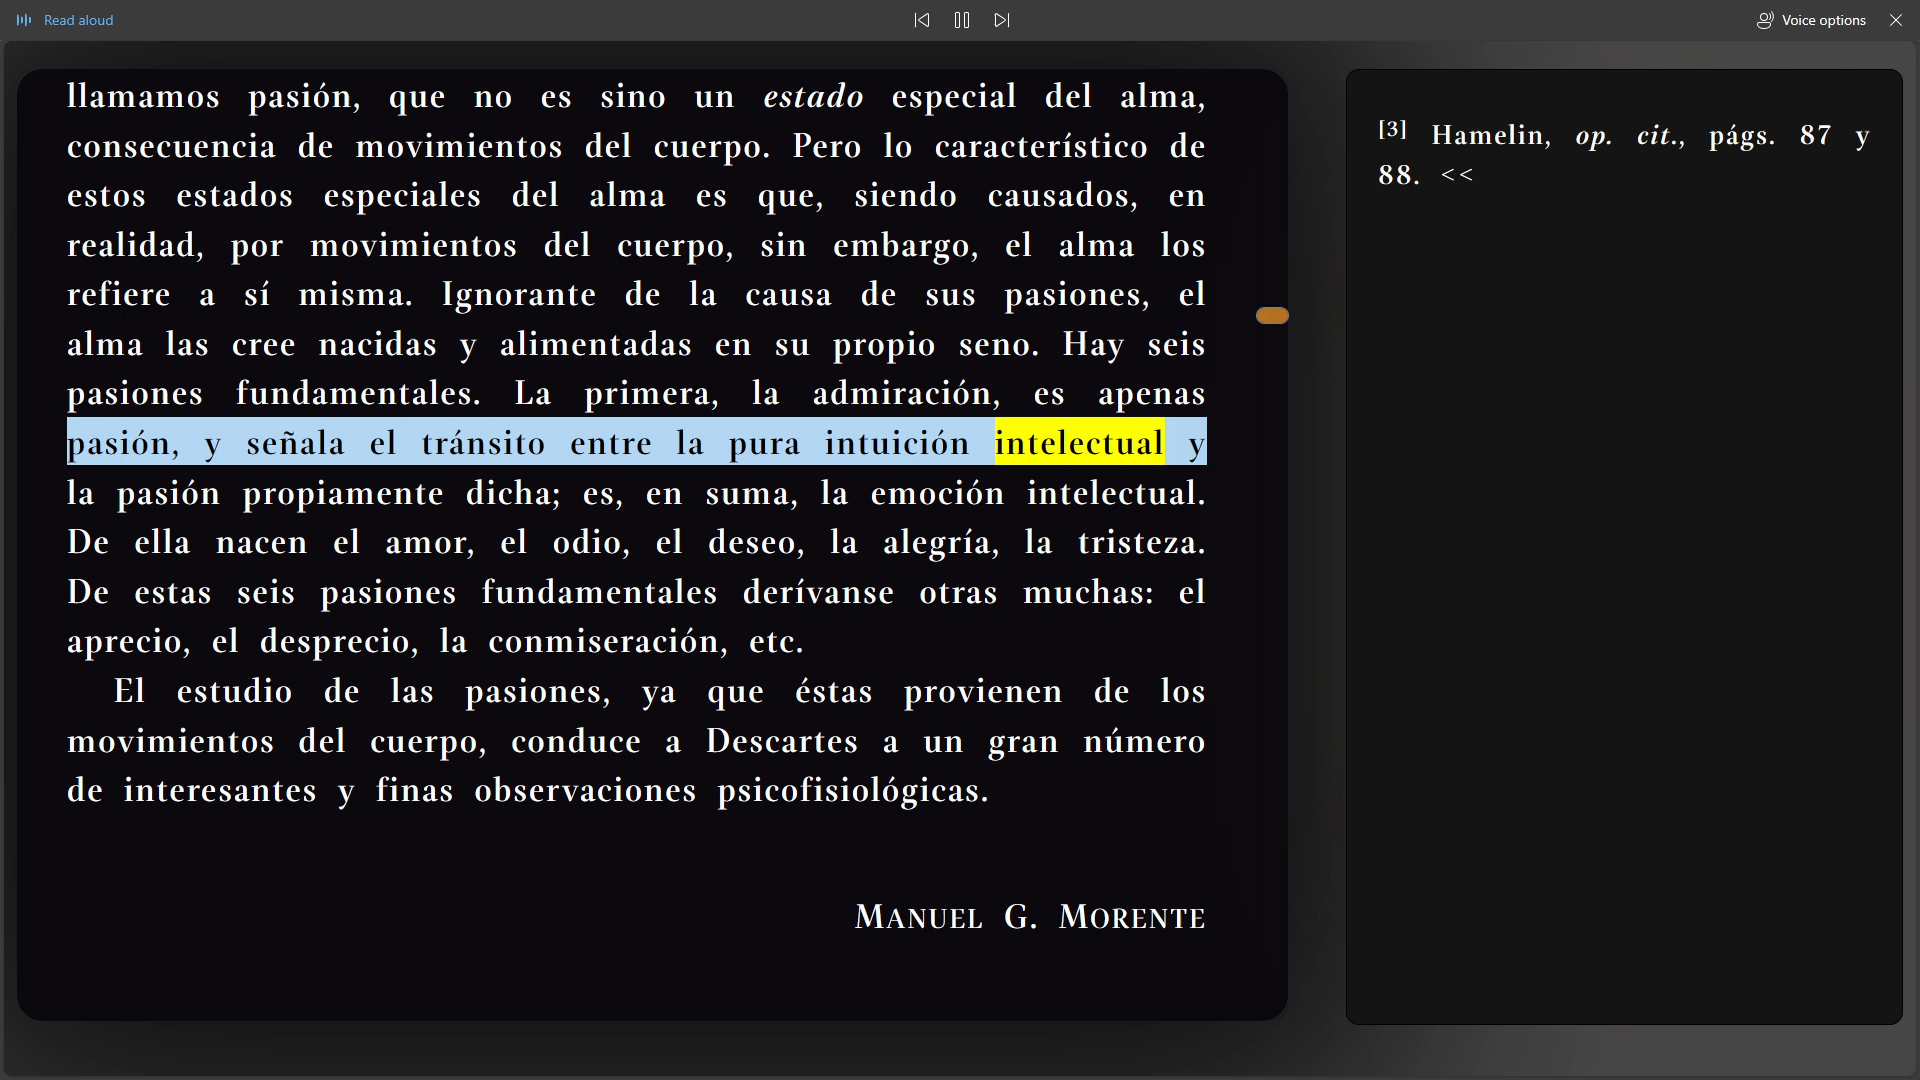 Read aloud
Voice options
llamamos pasión, que no es sino un estado especial del alma,
consecuencia de movimientos del cuerpo. Pero lo característico de
estos estados especiales del alma es que, siendo causados, en
realidad, por movimientos del cuerpo, sin embargo, el alma los
refiere a sí misma. Ignorante de la causa de sus pasiones, el
alma las cree nacidas y alimentadas en su propio seno. Hay seis
pasiones fundamentales. La primera, la admiración, es apenas
pasión, y señala el tránsito entre la pura intuición intelectual y
la pasión propiamente dicha; es, en suma, la emoción intelectual.
De ella nacen el amor, el odio, el deseo, la alegría, la tristeza.
De estas seis pasiones fundamentales derívanse otras muchas: el
aprecio, el desprecio, la conmiseración, etc.
El estudio de las pasiones, ya que éstas provienen de los
movimientos del cuerpo, conduce a Descartes a un gran número
de interesantes y finas observaciones psicofisiológicas.
MANUEL G. MORENTE
[3] Hamelin, op. cit., págs. 87 y
88. <<